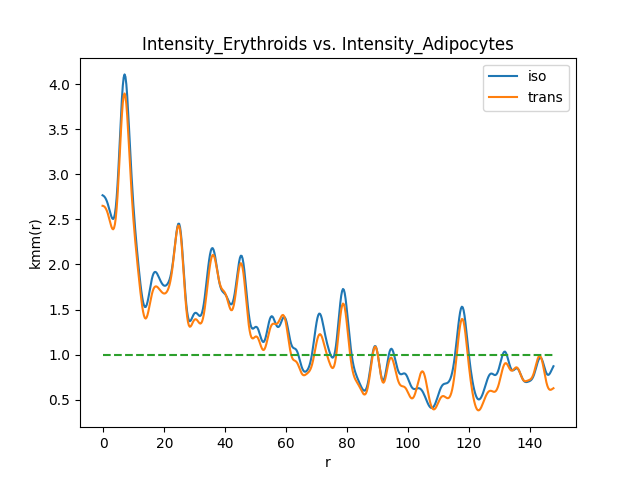 Intensity_Erythroids vs. Intensity_Adipocytes
iso
trans
kmm(r)
4.0
3.5
3.0
2.5
2.0
1.5
1.0
0.5
0 20 40 60 80 100 120 140
r